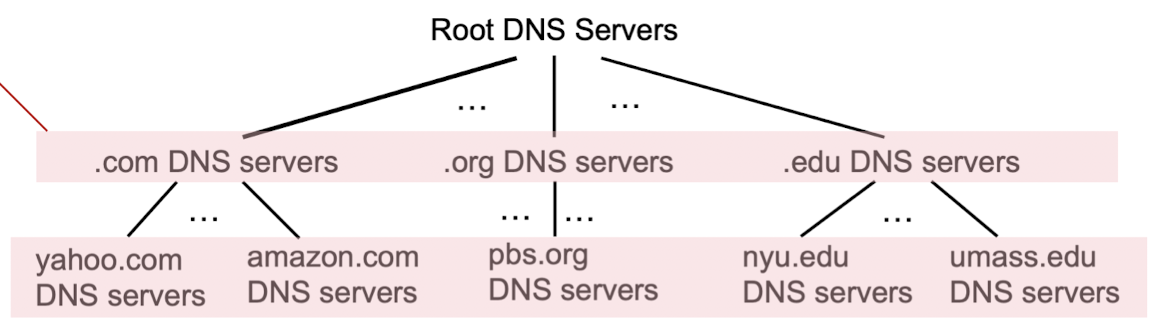 Root DNS Servers
... ...
.com DNS servers .org DNS servers .edu DNS servers
... ... ... ...
yahoo.com amazon.com pbs.org nyu.edu umass.edu
DNS servers DNS servers DNS servers DNS servers DNS servers